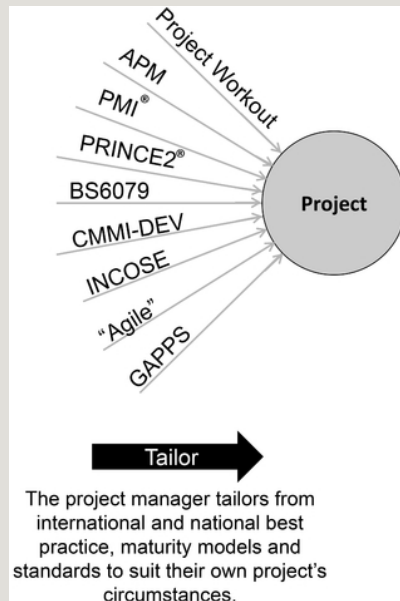 Project Workout
APM
PMI®
PRINCE2®
BS6079
CMMI-DEV
INCOSE
"Agile"
GAPPS
Project
Tailor
The project manager tailors from
international and national best
practice, maturity models and
standards to suit their own project's
circumstances.